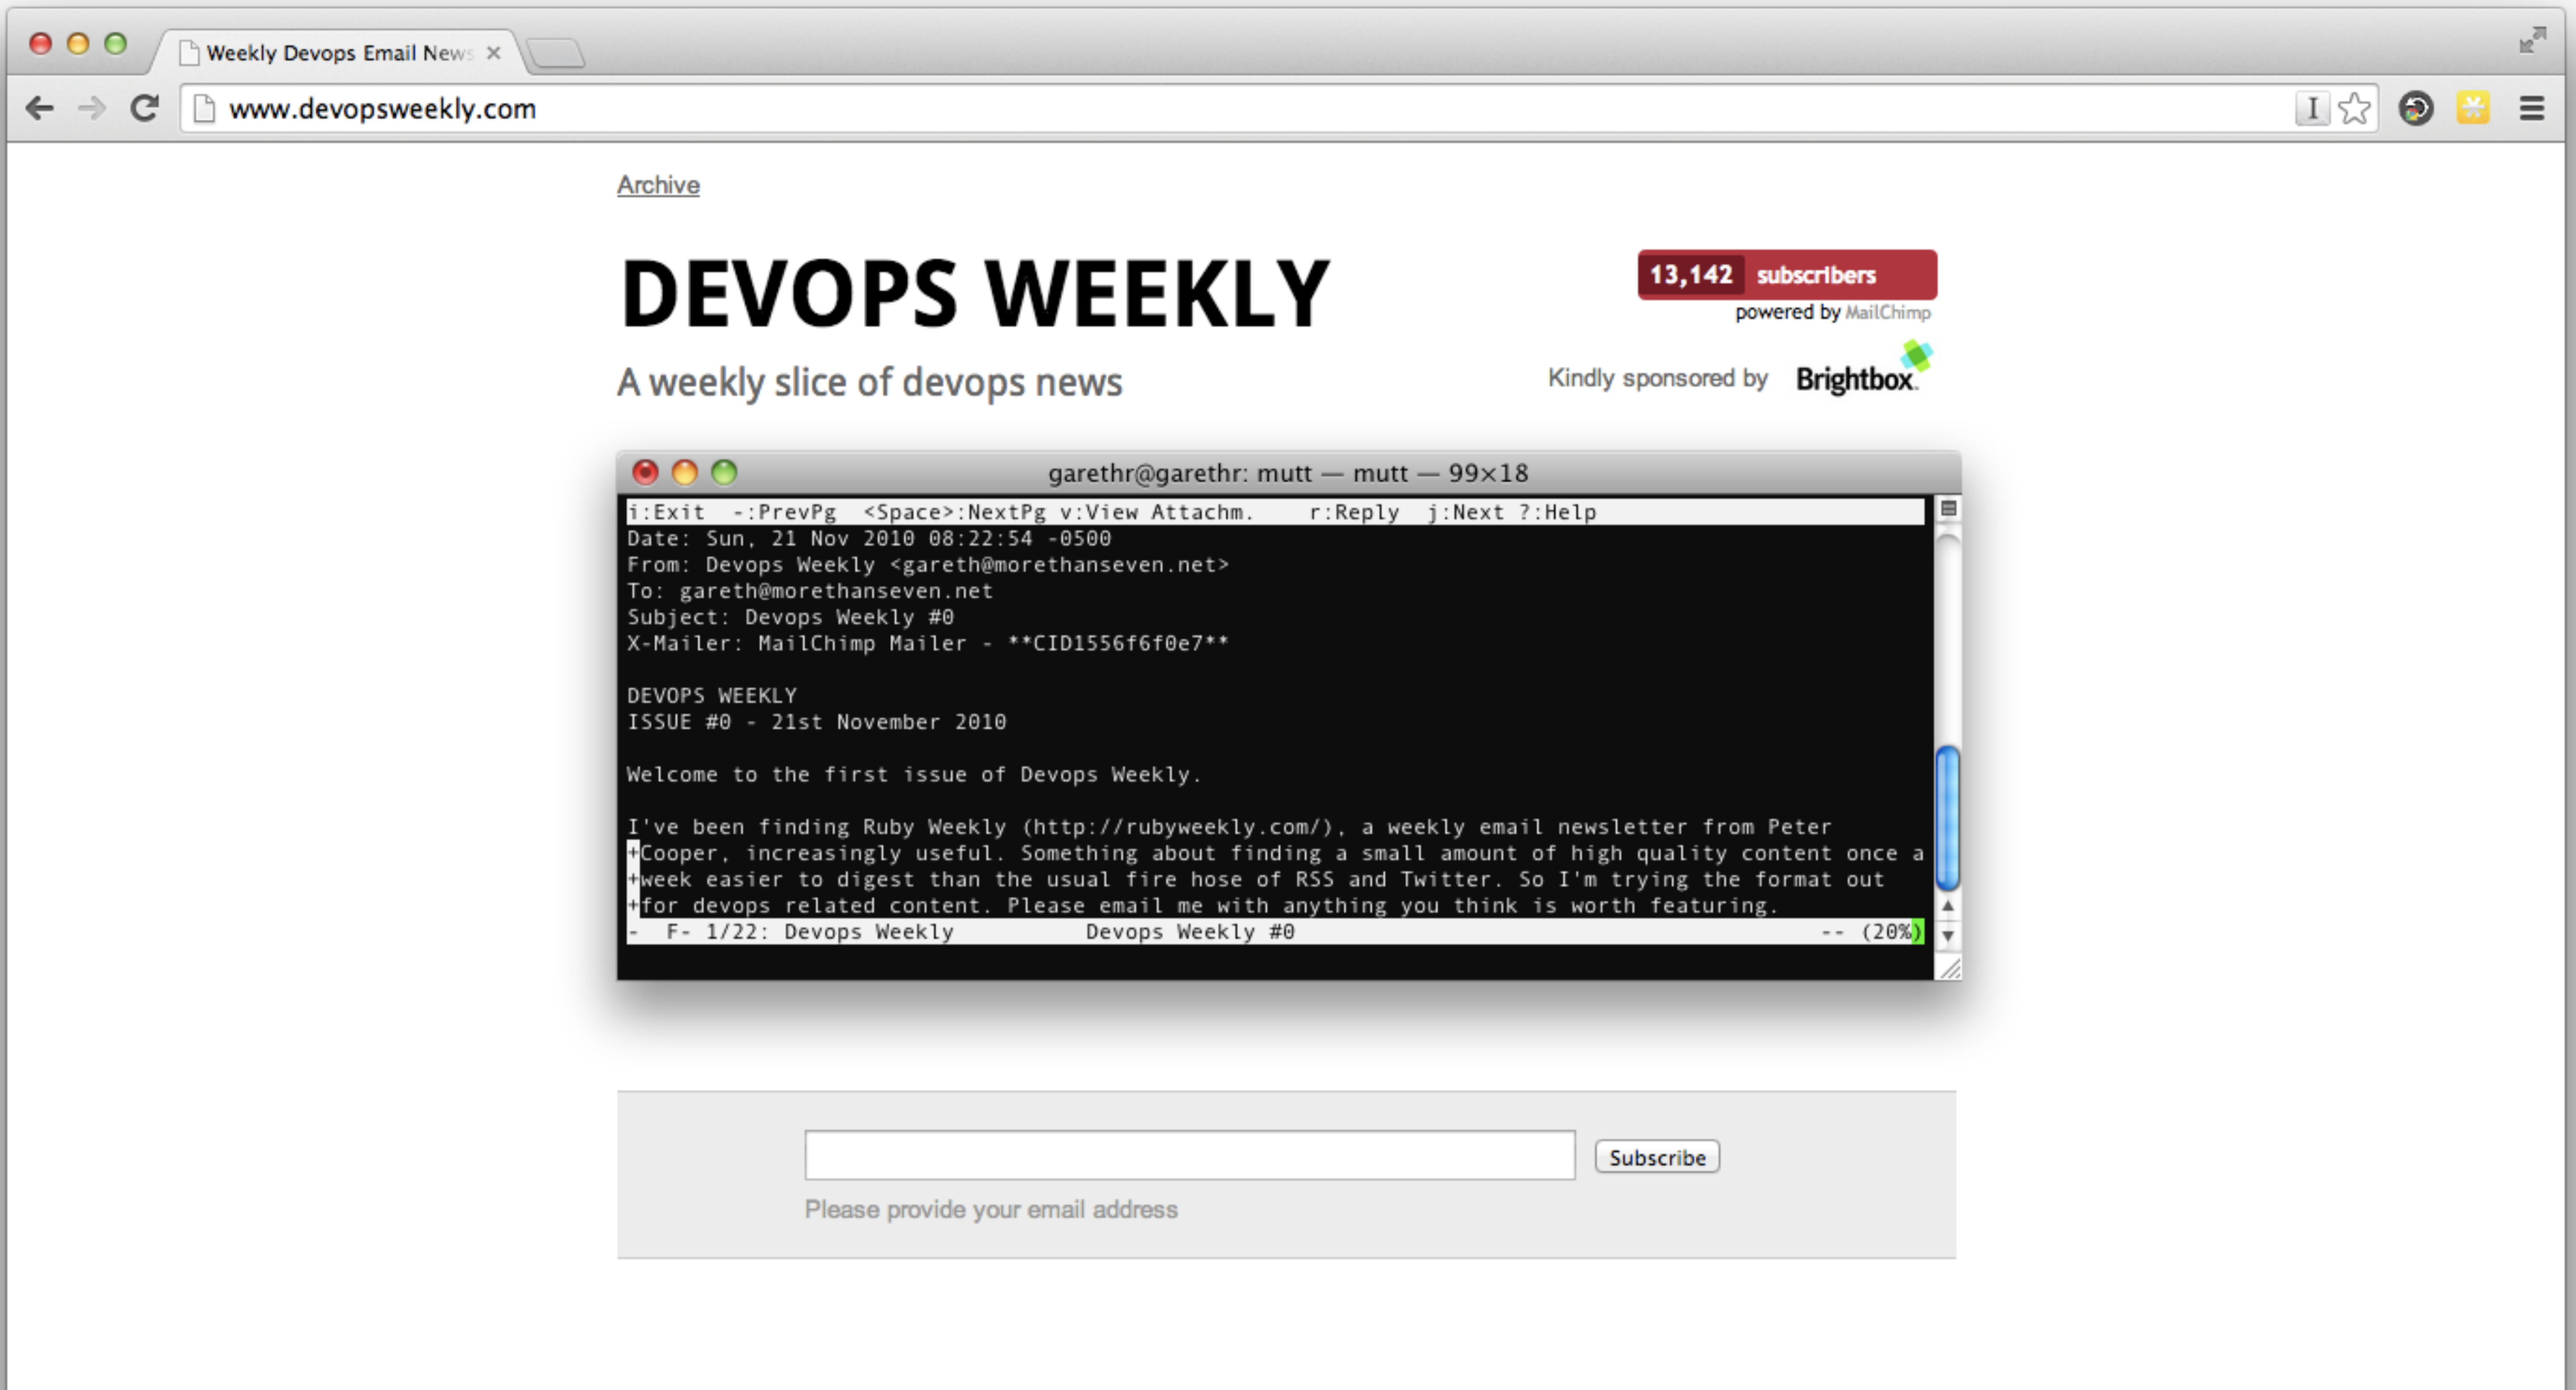 Weekly Devops Email News
www.devopsweekly.com
Archive
DEVOPS WEEKLY
13,142 subscribers
powered by MailChimp
A weekly slice of devops news
Kindly sponsored by Brightbox
garethr@garethr: mutt — mutt — 99×18
i:Exit -:PrevPg <Space>:NextPg v:View Attachm. r:Reply j:Next ?:Help
Date: Sun, 21 Nov 2010 08:22:54 -0500
From: Devops Weekly <gareth@morethanseven.net>
To: gareth@morethanseven.net
Subject: Devops Weekly #0
X-Mailer: MailChimp Mailer - **CID1556f6f0e7**
DEVOPS WEEKLY
ISSUE #0 - 21st November 2010
Welcome to the first issue of Devops Weekly.
I've been finding Ruby Weekly (http://rubyweekly.com/), a weekly email newsletter from Peter
+Cooper, increasingly useful. Something about finding a small amount of high quality content once a
+week easier to digest than the usual fire hose of RSS and Twitter. So I'm trying the format out
+for devops related content. Please email me with anything you think is worth featuring.
- F- 1/22: Devops Weekly Devops Weekly #0 -- (20%)
Subscribe
Please provide your email address